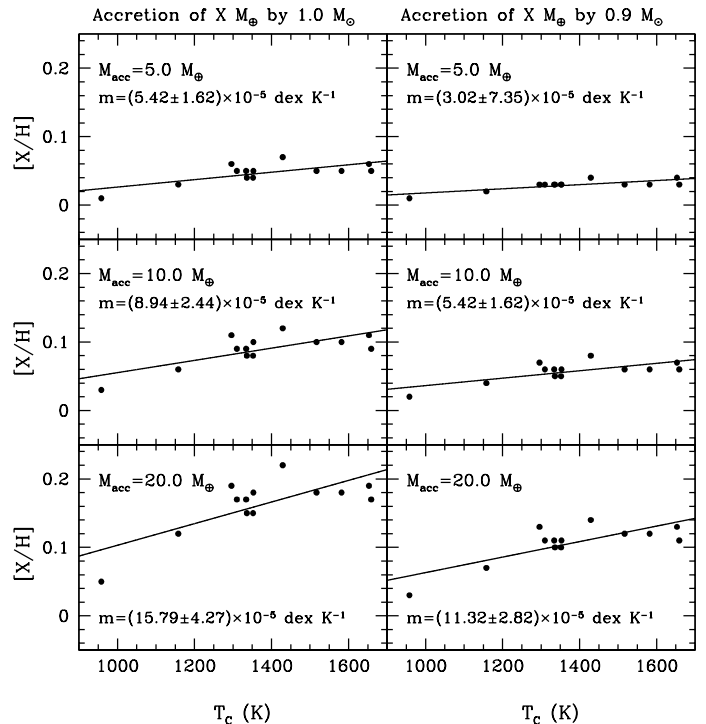 Accretion of X M⊕ by 1.0 M⊙
Accretion of X M⊕ by 0.9 M⊙
Macc=5.0 M⊕
m=(5.42±1.62)×10⁻⁵ dex K⁻¹
Macc=5.0 M⊕
m=(3.02±7.35)×10⁻⁵ dex K⁻¹
0.2
0.1
0
[X/H]
Macc=10.0 M⊕
m=(8.94±2.44)×10⁻⁵ dex K⁻¹
Macc=10.0 M⊕
m=(5.42±1.62)×10⁻⁵ dex K⁻¹
0.2
0.1
0
[X/H]
Macc=20.0 M⊕
m=(15.79±4.27)×10⁻⁵ dex K⁻¹
Macc=20.0 M⊕
m=(11.32±2.82)×10⁻⁵ dex K⁻¹
0.2
0.1
0
[X/H]
1000 1200 1400 1600
1000 1200 1400 1600
Tc (K)
Tc (K)